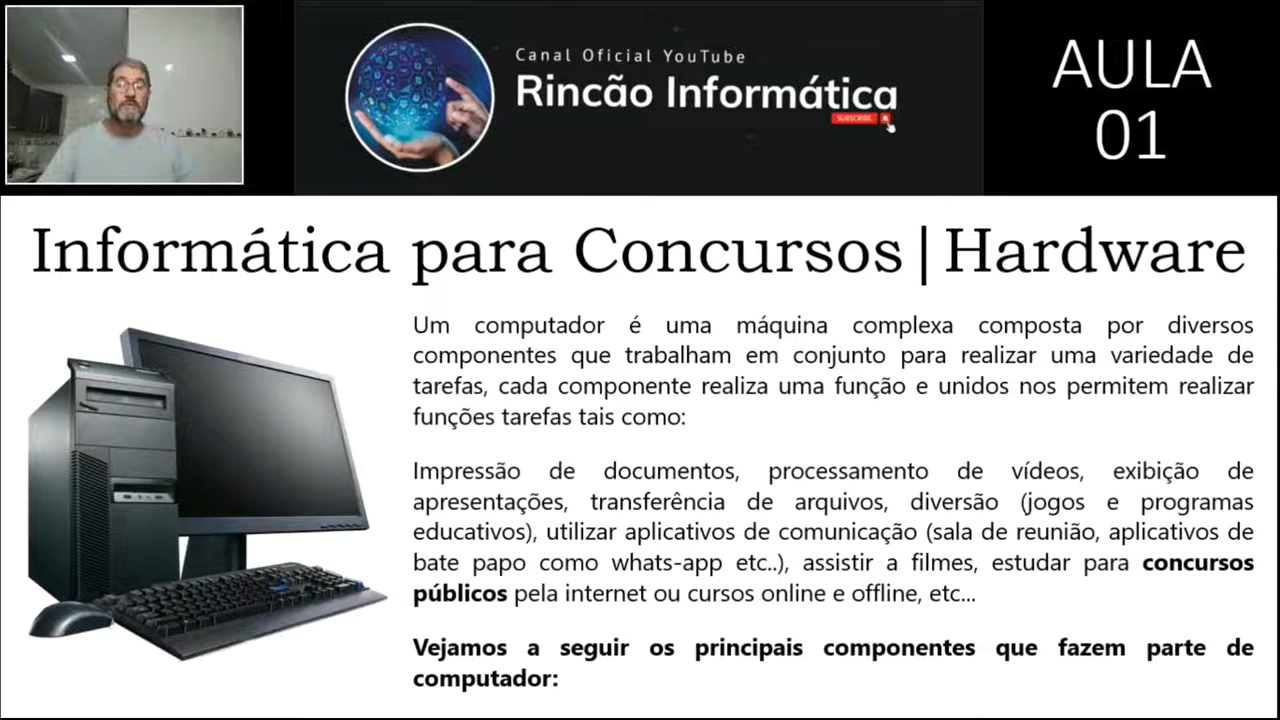 Canal Oficial YouTube
Rincão Informática
SUBSCRIBE
AULA
01
Informática para Concursos|Hardware
Um computador é uma máquina complexa composta por diversos
componentes que trabalham em conjunto para realizar uma variedade de
tarefas, cada componente realiza uma função e unidos nos permitem realizar
funções tarefas tais como:
Impressão de documentos, processamento de vídeos, exibição de
apresentações, transferência de arquivos, diversão (jogos e programas
educativos), utilizar aplicativos de comunicação (sala de reunião, aplicativos de
bate papo como whats-app etc..), assistir a filmes, estudar para concursos
públicos pela internet ou cursos online e offline, etc...
Vejamos a seguir os principais componentes que fazem parte de
computador: